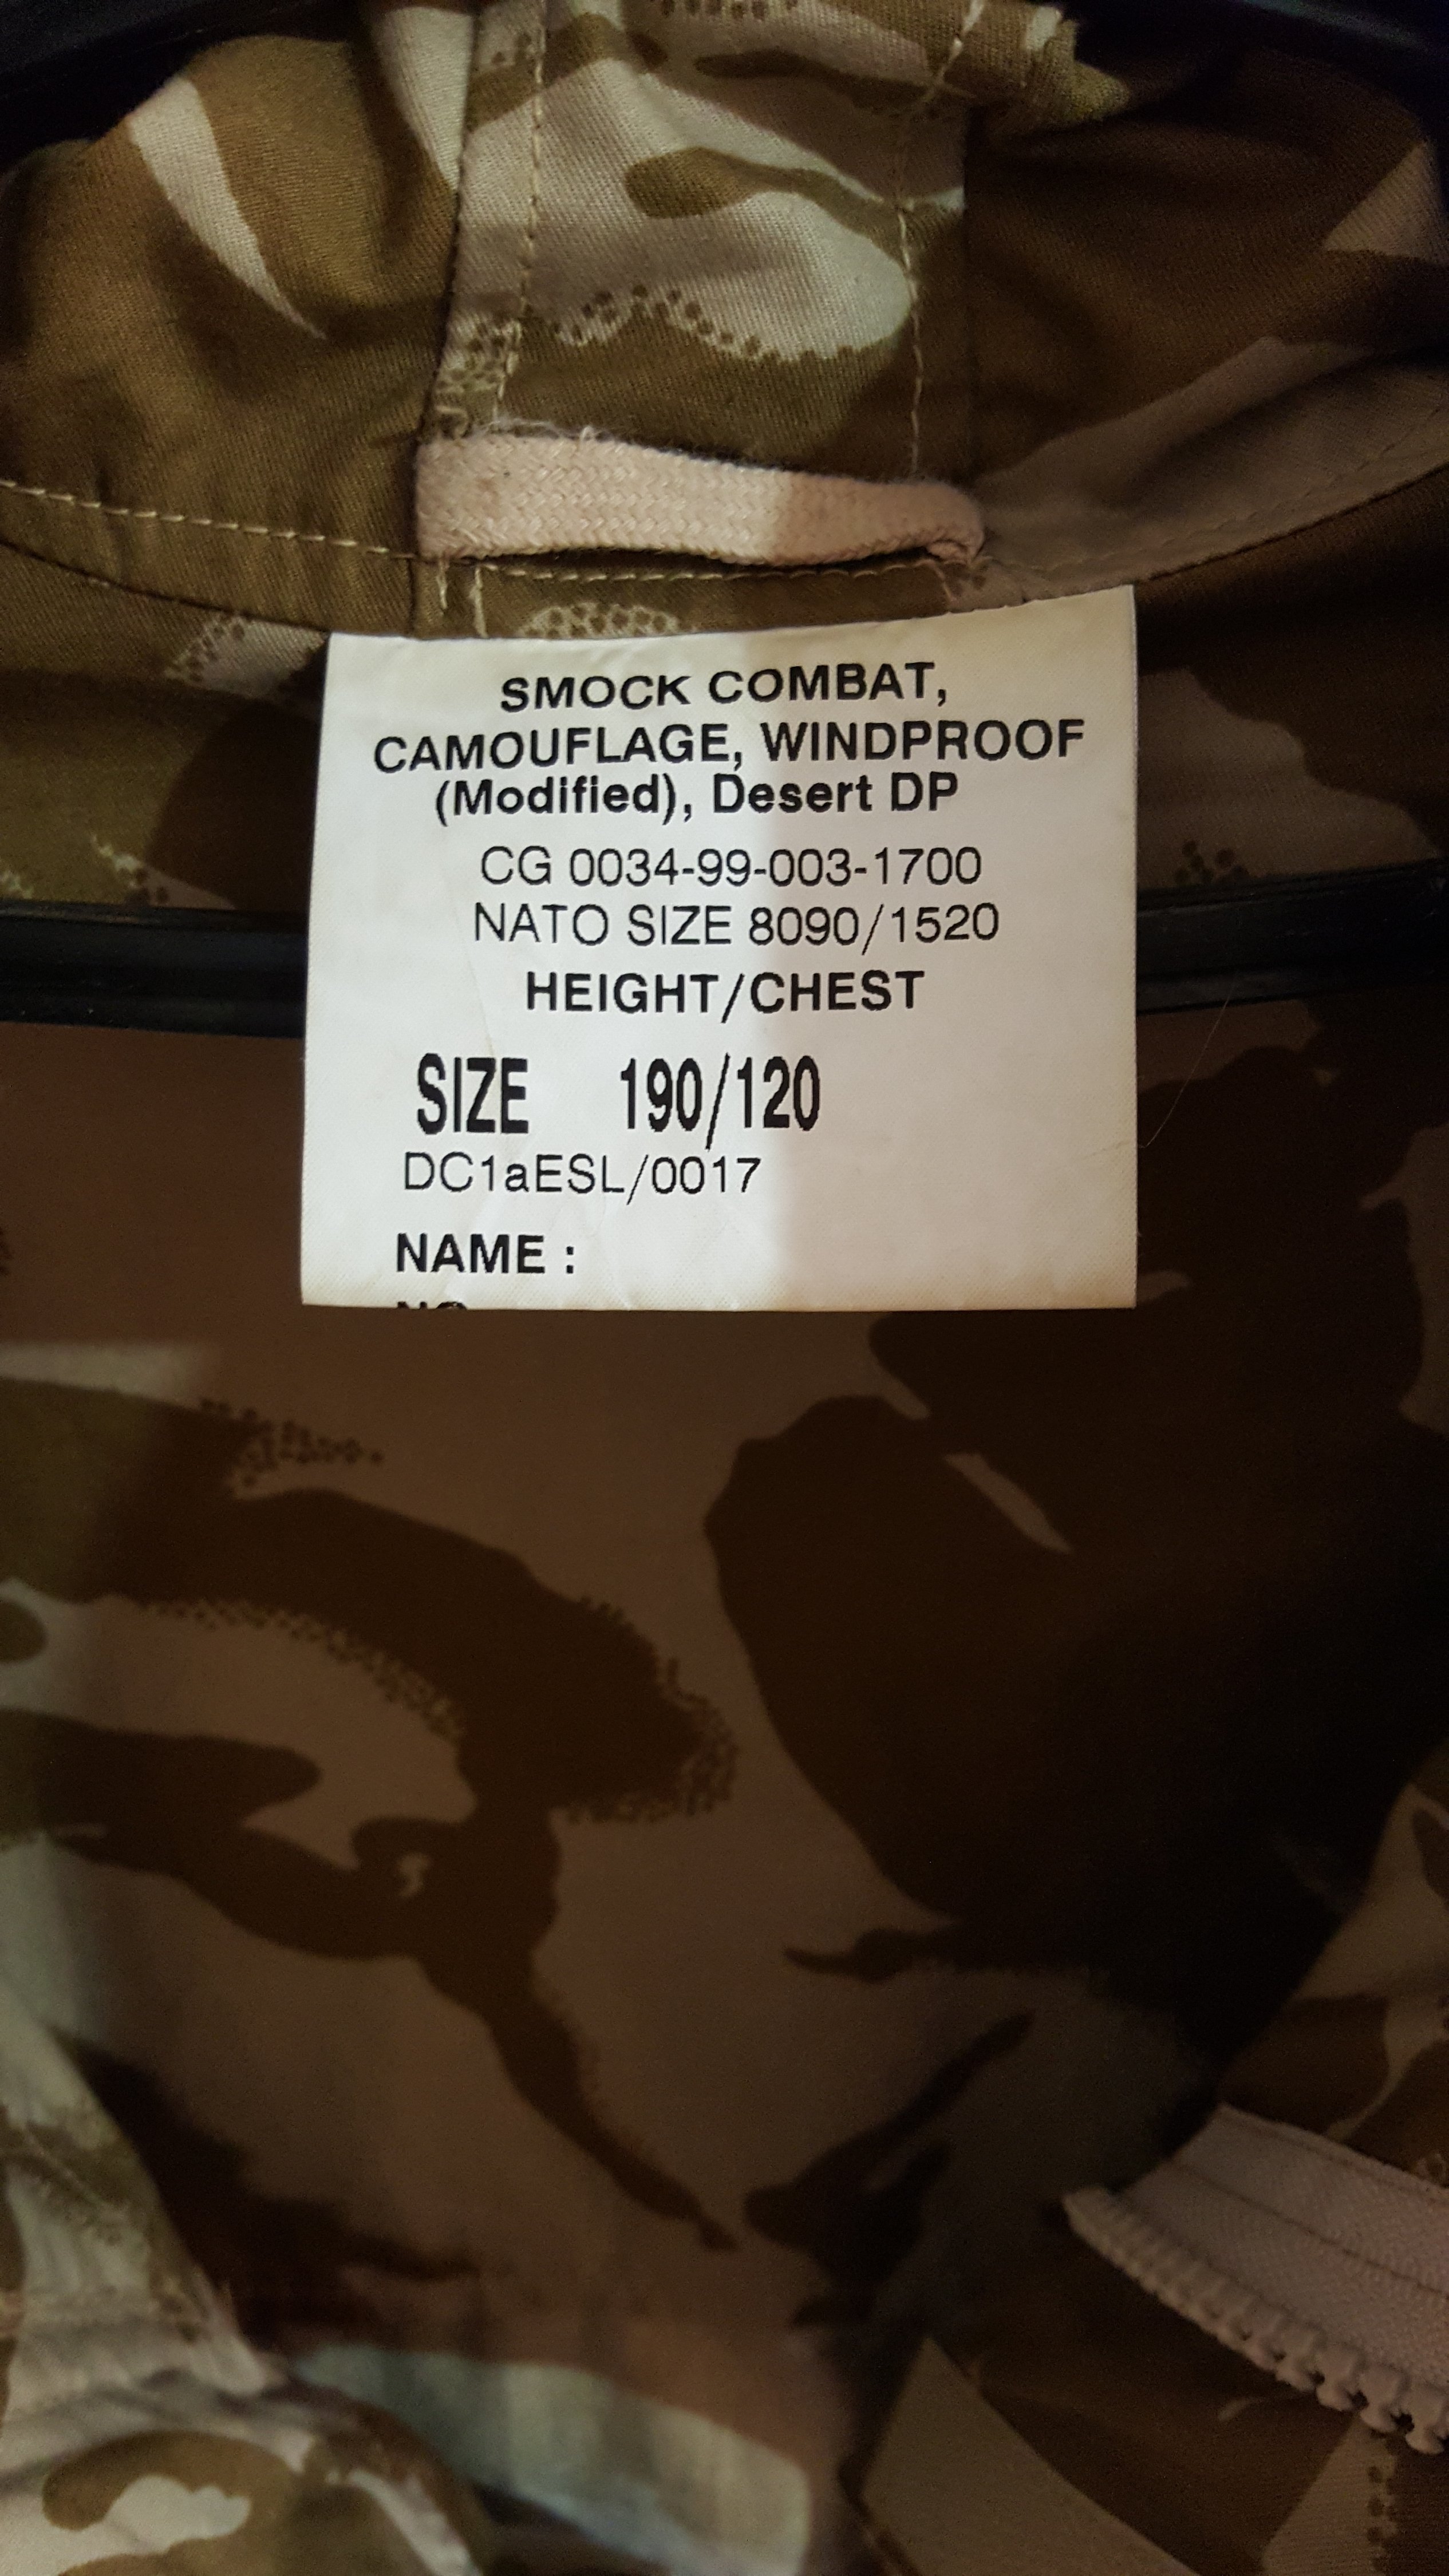 SMOCK COMBAT,
CAMOUFLAGE, WINDPROOF
(Modified), Desert DP
CG 0034-99-003-1700
NATO SIZE 8090/1520
HEIGHT/CHEST
SIZE 190/120
DC1aESL/0017
NAME :